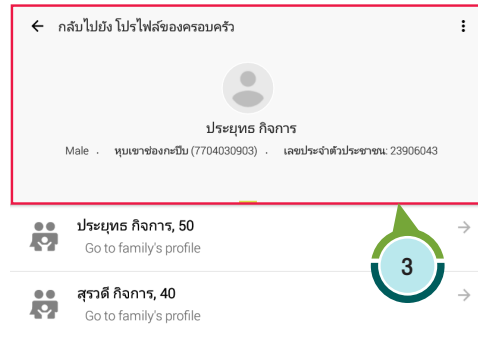 ← กลับไปยัง โปรไฟล์ของครอบครัว
ประยุทธ กิจการ
Male . หุบเขาช่องกะปีบ (7704030903) . เลขประจำตัวประชาชน: 23906043
ประยุทธ กิจการ, 50
Go to family's profile
3
สุรวดี กิจการ, 40
Go to family's profile